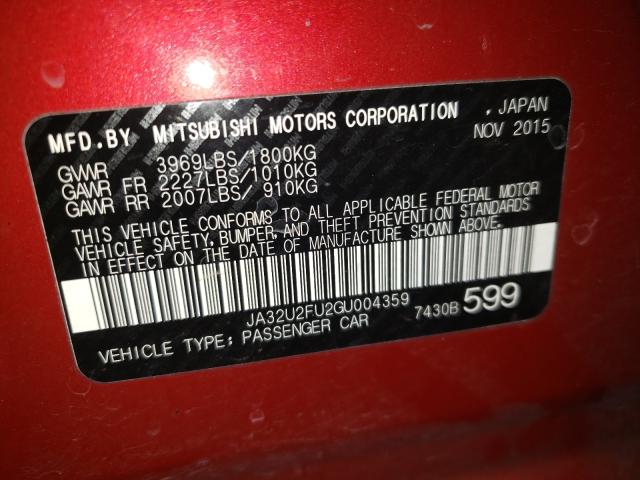 MFD.BY MITSUBISHI MOTORS CORPORATION , JAPAN
NOV 2015
GVWR 3969LBS/1800KG
GAWR FR 2227LBS/1010KG
GAWR RR 2007LBS/ 910KG
THIS VEHICLE CONFORMS TO ALL APPLICABLE FEDERAL MOTOR
VEHICLE SAFETY, BUMPER, AND THEFT PREVENTION STANDARDS
IN EFFECT ON THE DATE OF MANUFACTURE SHOWN ABOVE.
JA32U2FU2GU004359
7430B 599
VEHICLE TYPE: PASSENGER CAR